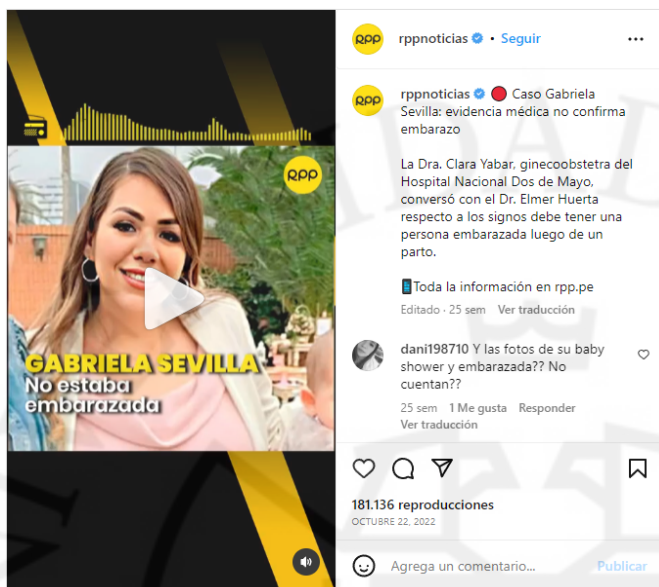 RPP
GABRIELA SEVILLA
No estaba
embarazada
RPP
rppnoticias • Seguir
RPP
rppnoticias Caso Gabriela
Sevilla: evidencia médica no confirma
embarazo
La Dra. Clara Yabar, ginecoobstetra del
Hospital Nacional Dos de Mayo,
conversó con el Dr. Elmer Huerta
respecto a los signos debe tener una
persona embarazada luego de un
parto.
Toda la información en rpp.pe
Editado · 25 sem Ver traducción
dani198710 Y las fotos de su baby
shower y embarazada?? No
cuentan??
25 sem 1 Me gusta Responder
Ver traducción
181.136 reproducciones
OCTUBRE 22, 2022
Agrega un comentario... Publicar